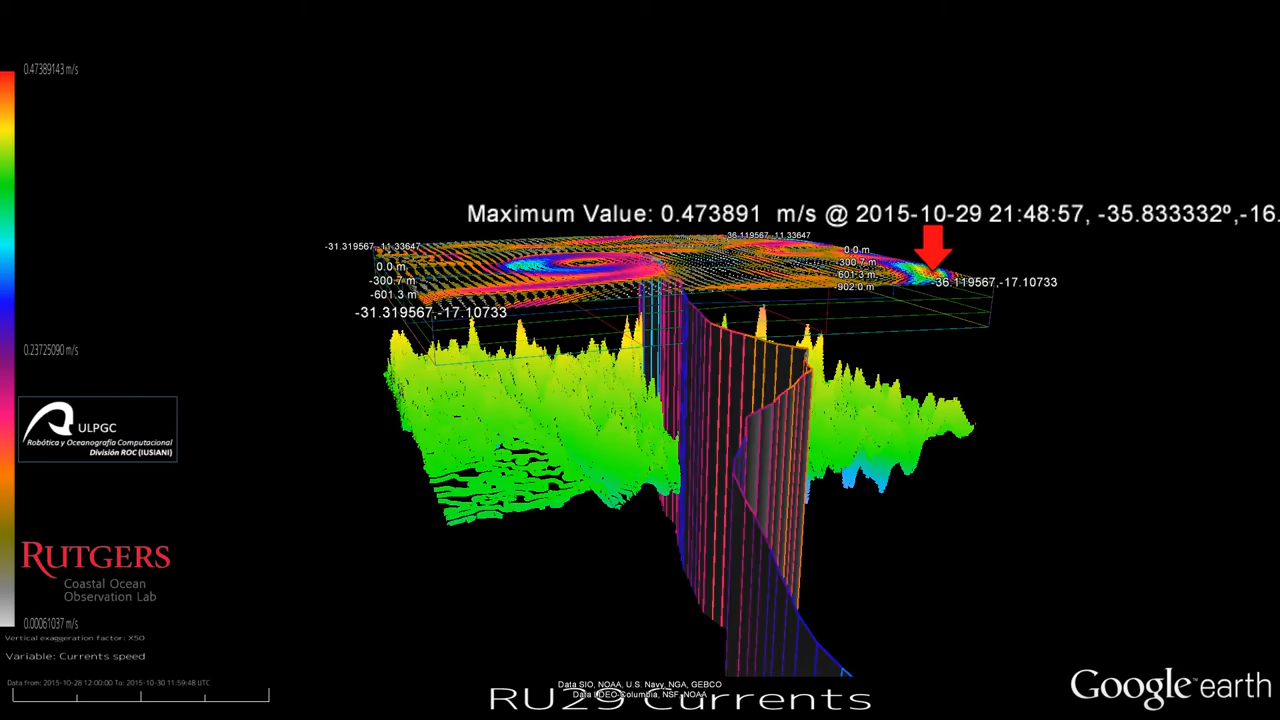 0.47389143 m/s
Maximum Value: 0.473891 m/s @ 2015-10-29 21:48:57, -35.833332º,-16.
-31.319567,-11.33647
-36.119567,-11.33647
0.0 m
-300.7 m
-601.3 m
0.0 m
-300.7 m
-601.3 m
-902.0 m
-36.119567,-17.10733
-31.319567,-17.10733
0.23725090 m/s
ULPGC
Robótica y Oceanografía Computacional
División ROC (IUSIANI)
RUTGERS
Coastal Ocean
Observation Lab
0.00061037 m/s
Vertical exaggeration factor: X50
Variable: Currents speed
Data from: 2015-10-28 12:00:00 To: 2015-10-30 11:59:48 UTC
Data SIO, NOAA, U.S. Navy, NGA, GEBCO
Data LDEO-Columbia, NSF, NOAA
RU29 Currents
Google earth